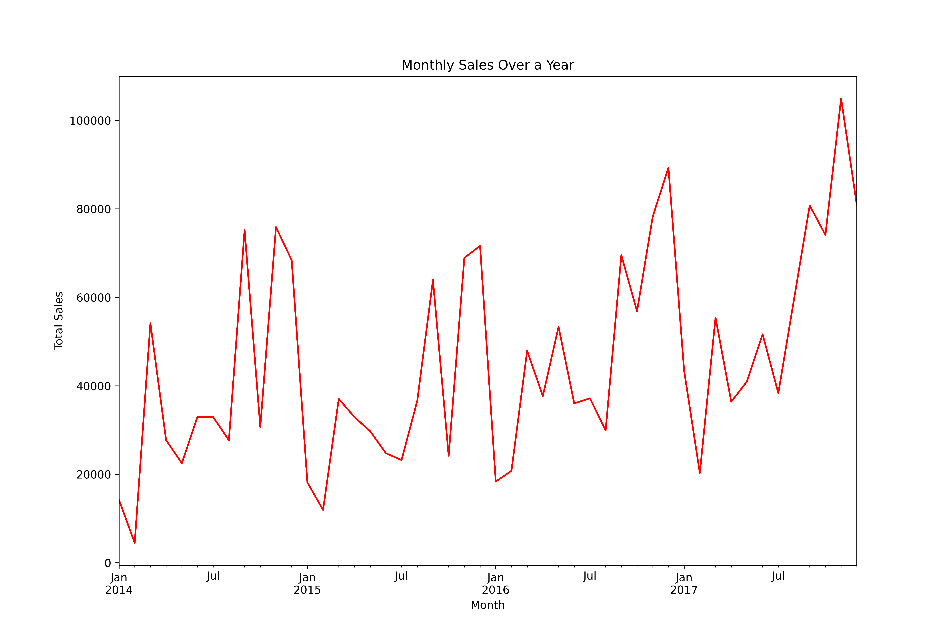 Monthly Sales Over a Year
Total Sales
100000
80000
60000
40000
20000
0
Jan Jul Jan Jul Jan Jul Jan Jul
2014 2015 2016 2017
Month